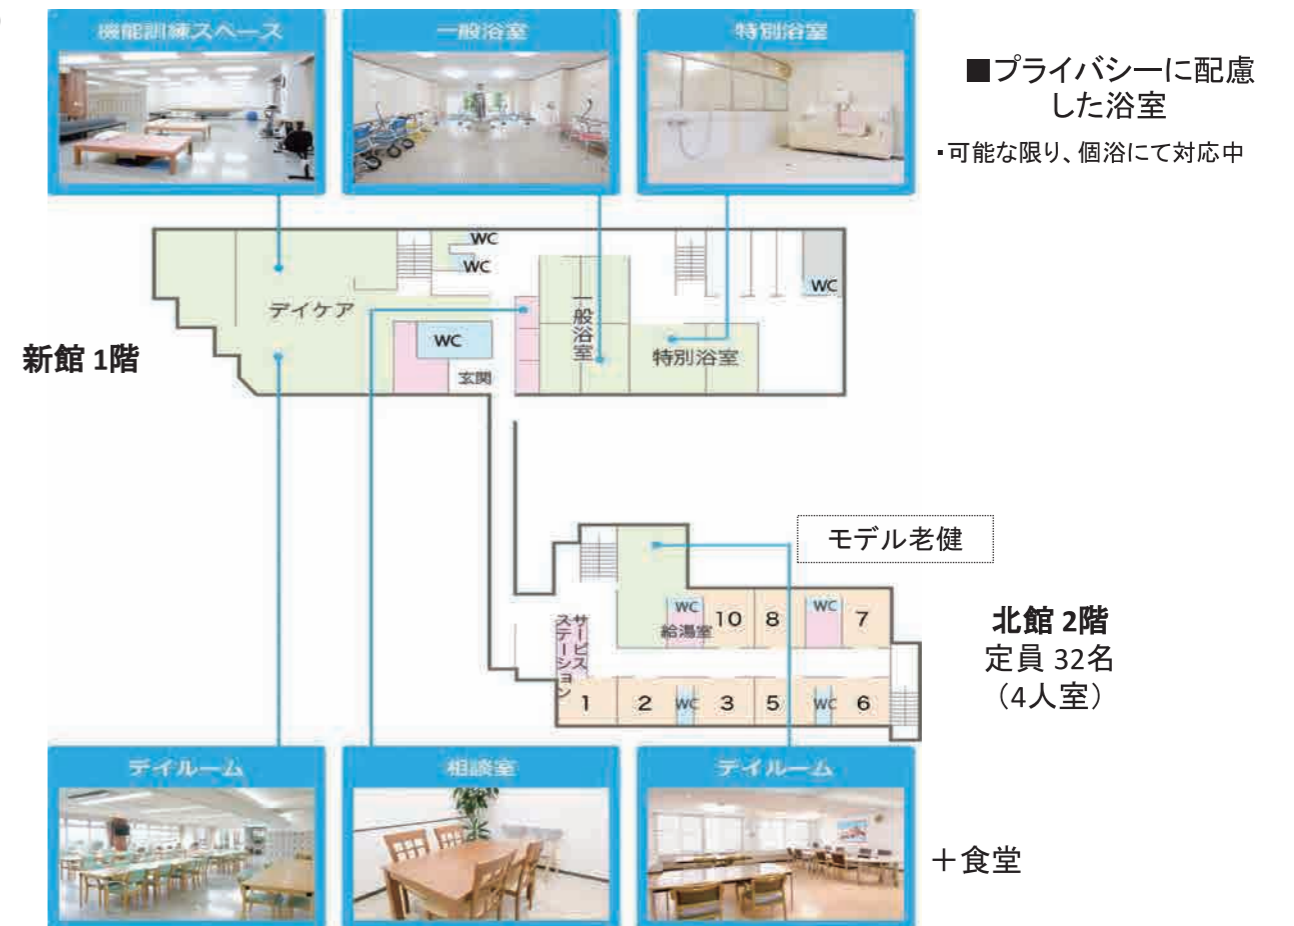 機能訓練スペース
一般浴室
特別浴室
■プライバシーに配慮
した浴室
・可能な限り、個浴にて対応中
WC
WC
WC
デイケア
一般浴室
WC
特別浴室
玄関
新館 1階
モデル老健
サービス
ステーション
WC
給湯室
10
8
WC
7
1
2
WC
3
5
WC
6
北館 2階
定員 32名
（4人室）
デイルーム
相談室
デイルーム
＋食堂